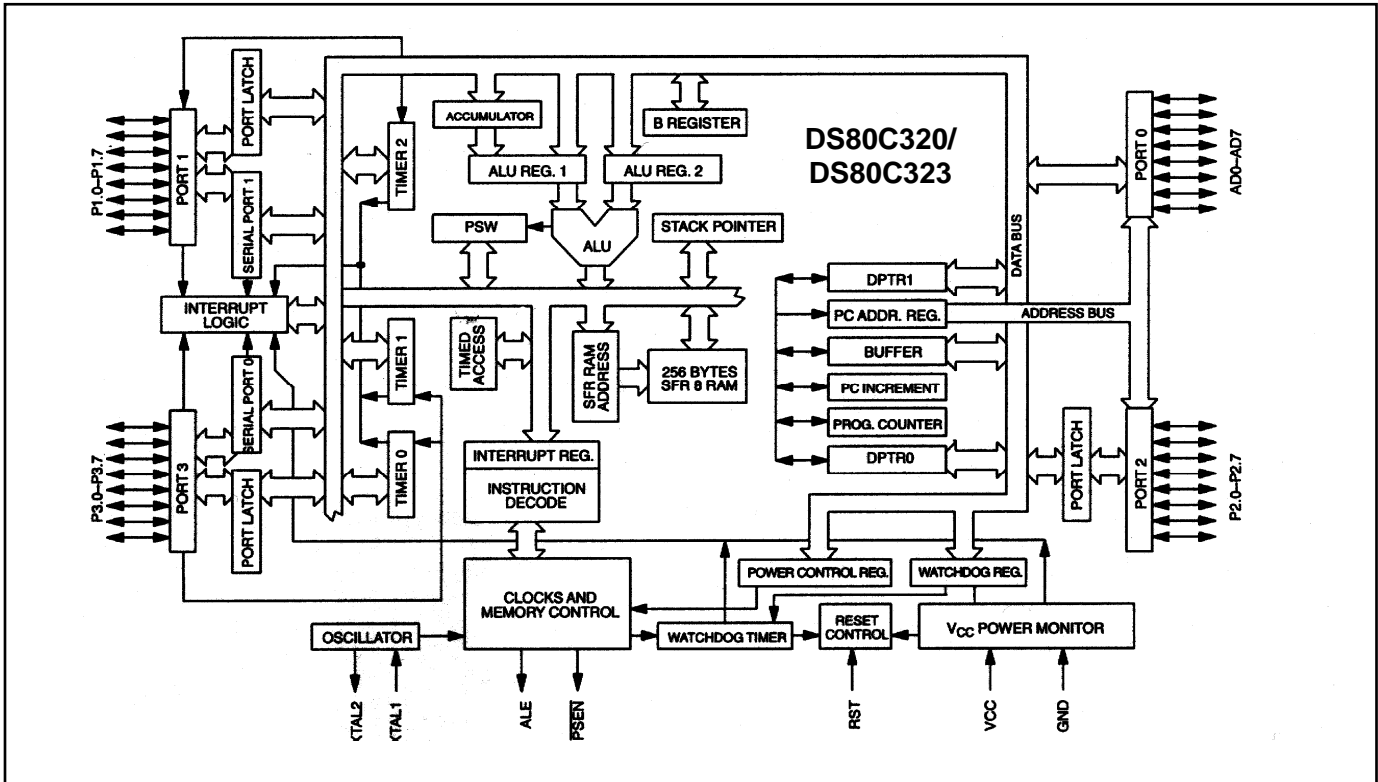 DS80C320/
DS80C323
P1.0–P1.7
PORT 1
PORT LATCH
SERIAL PORT 1
INTERRUPT
LOGIC
P3.0–P3.7
PORT 3
SERIAL PORT 0
PORT LATCH
TIMER 2
TIMER 1
TIMER 0
ACCUMULATOR
B REGISTER
ALU REG. 1
ALU REG. 2
PSW
ALU
STACK POINTER
TIMED
ACCESS
SFR RAM
ADDRESS
256 BYTES
SFR 8 RAM
INTERRUPT REG.
INSTRUCTION
DECODE
CLOCKS AND
MEMORY CONTROL
OSCILLATOR
XTAL2
XTAL1
ALE
PSEN
DATA BUS
DPTR1
PC ADDR. REG.
ADDRESS BUS
BUFFER
PC INCREMENT
PROG. COUNTER
DPTR0
PORT 0
AD0–AD7
PORT LATCH
PORT 2
P2.0–P2.7
POWER CONTROL REG.
WATCHDOG REG.
WATCHDOG TIMER
RESET
CONTROL
VCC POWER MONITOR
RST
VCC
GND